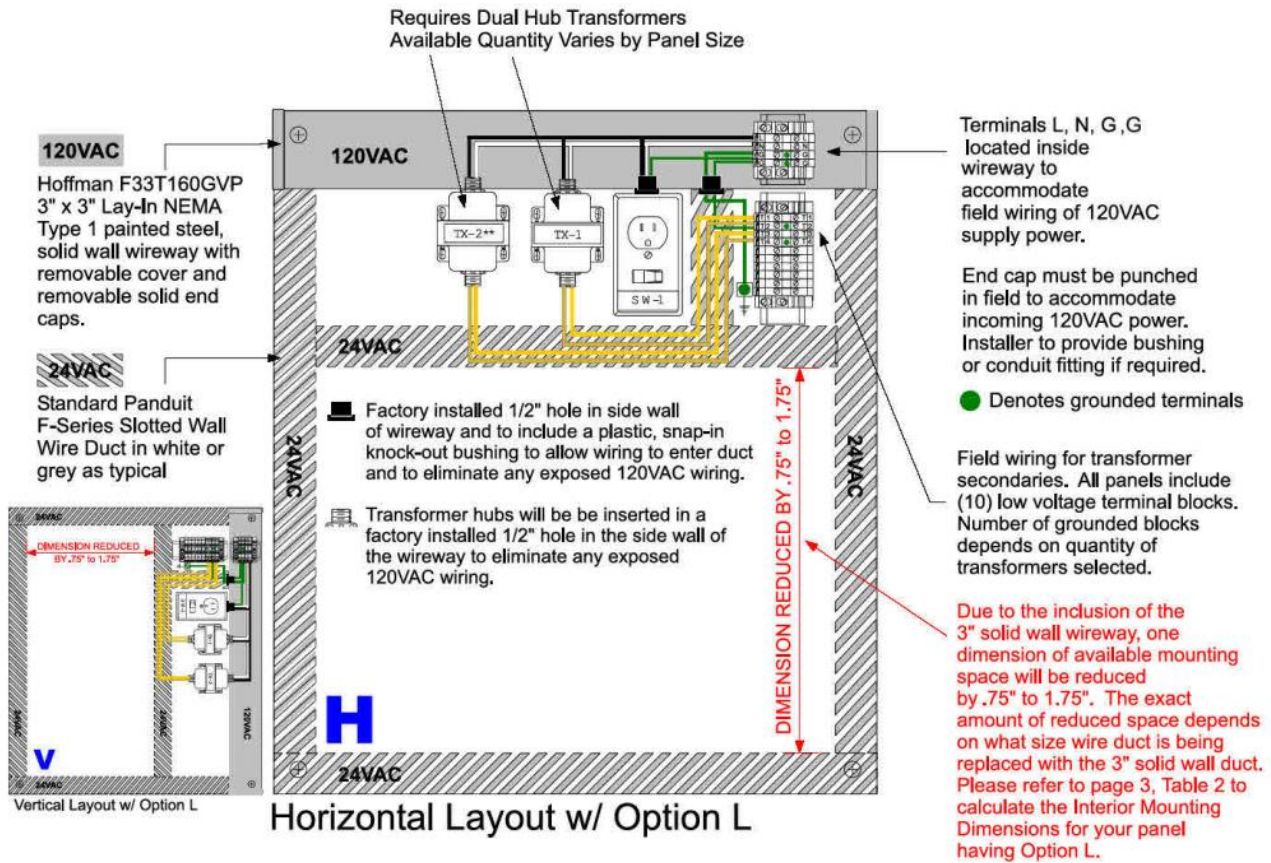 Requires Dual Hub Transformers
Available Quantity Varies by Panel Size
120VAC
Hoffman F33T160GVP
3" x 3" Lay-In NEMA
Type 1 painted steel,
solid wall wireway with
removable cover and
removable solid end
caps.
24VAC
Standard Panduit
F-Series Slotted Wall
Wire Duct in white or
grey as typical
120VAC
TX-2**
TX-1
SW-1
24VAC
24VAC
24VAC
24VAC
Factory installed 1/2" hole in side wall
of wireway and to include a plastic, snap-in
knock-out bushing to allow wiring to enter duct
and to eliminate any exposed 120VAC wiring.
Transformer hubs will be be inserted in a
factory installed 1/2" hole in the side wall of
the wireway to eliminate any exposed
120VAC wiring.
DIMENSION REDUCED BY .75" to 1.75"
H
Horizontal Layout w/ Option L
Terminals L, N, G ,G
located inside
wireway to
accommodate
field wiring of 120VAC
supply power.
End cap must be punched
in field to accommodate
incoming 120VAC power.
Installer to provide bushing
or conduit fitting if required.
Denotes grounded terminals
Field wiring for transformer
secondaries. All panels include
(10) low voltage terminal blocks.
Number of grounded blocks
depends on quantity of
transformers selected.
Due to the inclusion of the
3" solid wall wireway, one
dimension of available mounting
space will be reduced
by .75" to 1.75". The exact
amount of reduced space depends
on what size wire duct is being
replaced with the 3" solid wall duct.
Please refer to page 3, Table 2 to
calculate the Interior Mounting
Dimensions for your panel
having Option L.
24VAC
DIMENSION REDUCED
BY .75" to 1.75"
24VAC
24VAC
120VAC
V
24VAC
Vertical Layout w/ Option L